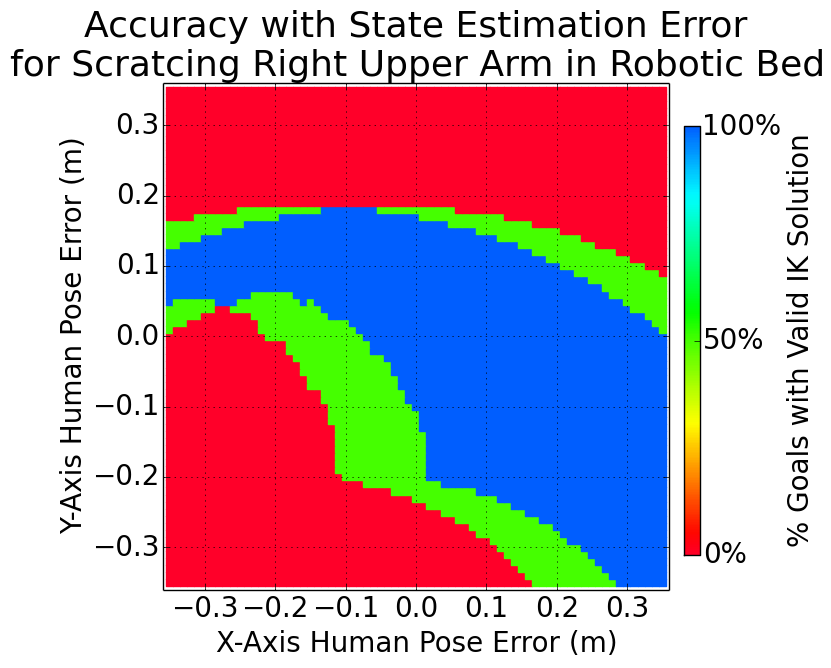 Accuracy with State Estimation Error
for Scratcing Right Upper Arm in Robotic Bed
Y-Axis Human Pose Error (m)
0.3
0.2
0.1
0.0
−0.1
−0.2
−0.3
−0.3 −0.2 −0.1 0.0 0.1 0.2 0.3
X-Axis Human Pose Error (m)
100%
50%
0%
% Goals with Valid IK Solution